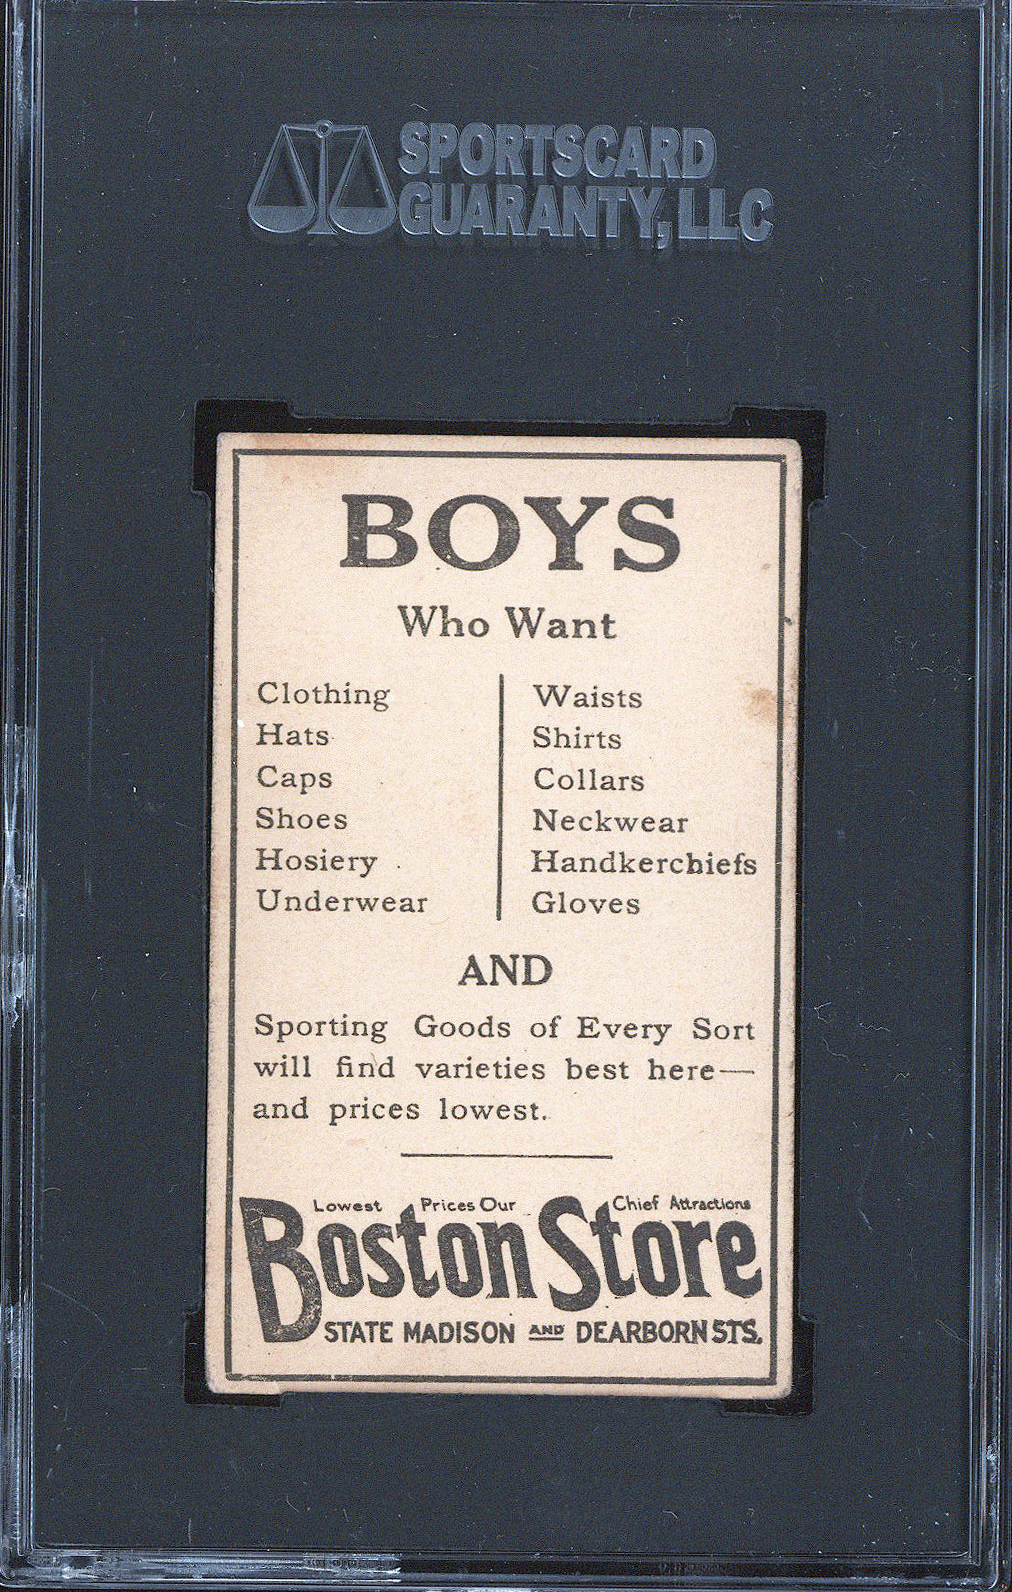 SPORTSCARD
GUARANTY, LLC
BOYS
Who Want
Clothing
Hats
Caps
Shoes
Hosiery
Underwear
Waists
Shirts
Collars
Neckwear
Handkerchiefs
Gloves
AND
Sporting Goods of Every Sort
will find varieties best here—
and prices lowest.
Lowest Prices Our Chief Attractions
Boston Store
STATE MADISON AND DEARBORN STS.